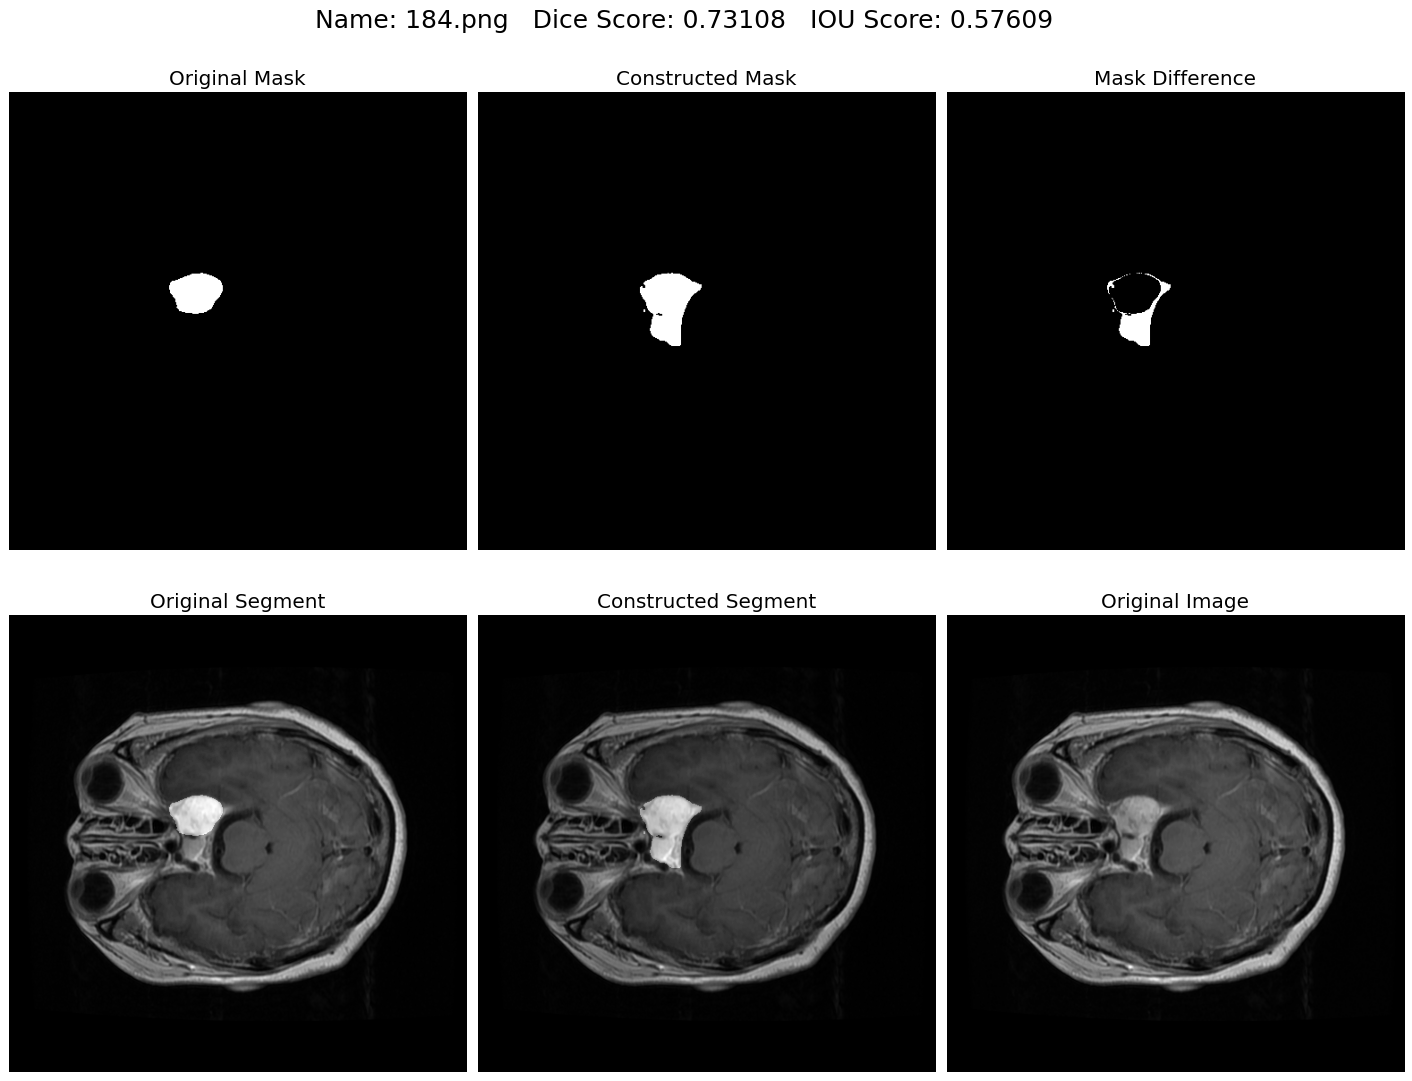 Name: 184.png   Dice Score: 0.73108   IOU Score: 0.57609
Original Mask
Constructed Mask
Mask Difference
Original Segment
Constructed Segment
Original Image